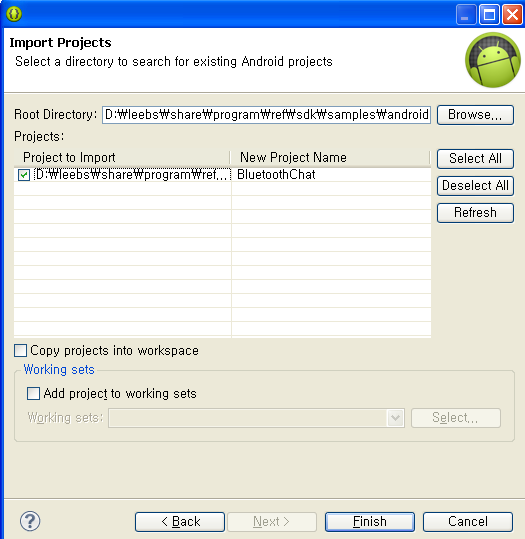 Import Projects
Select a directory to search for existing Android projects
Root Directory: D:₩leebs₩share₩program₩ref₩sdk₩samples₩android Browse...
Projects:
Project to Import New Project Name Select All
D:₩leebs₩share₩program₩ref... BluetoothChat
Deselect All
Refresh
Copy projects into workspace
Working sets
Add project to working sets
Working sets: Select...
? < Back Next > Finish Cancel